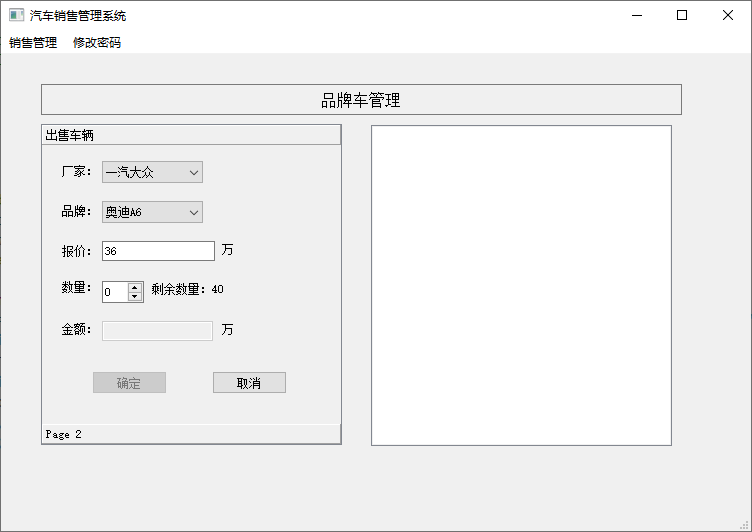 汽车销售管理系统
销售管理 修改密码
品牌车管理
出售车辆
厂家： 一汽大众
品牌： 奥迪A6
报价： 36 万
数量： 0 剩余数量：40
金额： 万
确定 取消
Page 2